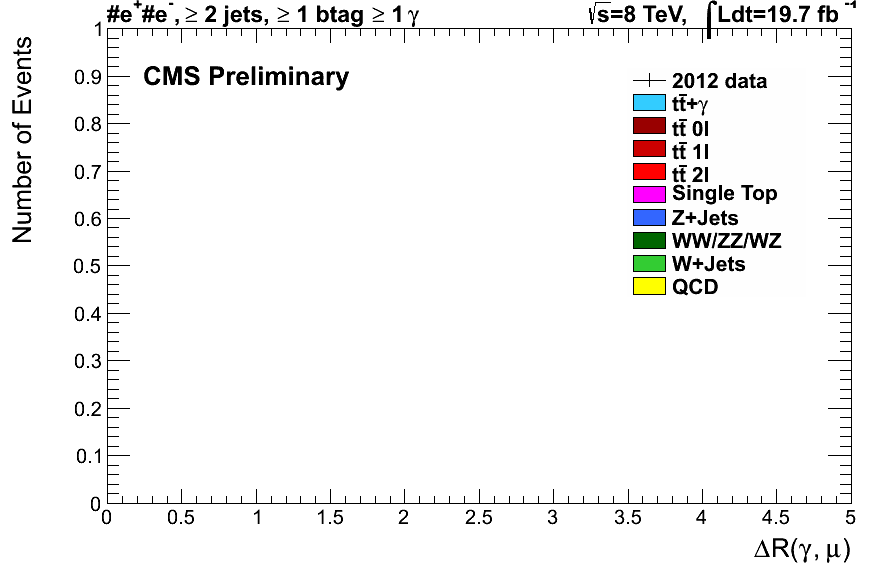 #e⁺#e⁻, ≥ 2 jets, ≥ 1 btag ≥ 1 γ
√s=8 TeV, ∫Ldt=19.7 fb⁻¹
CMS Preliminary
2012 data
tt̄+γ
tt̄ 0l
tt̄ 1l
tt̄ 2l
Single Top
Z+Jets
WW/ZZ/WZ
W+Jets
QCD
Number of Events
1
0.9
0.8
0.7
0.6
0.5
0.4
0.3
0.2
0.1
0
0 0.5 1 1.5 2 2.5 3 3.5 4 4.5 5
ΔR(γ, μ)